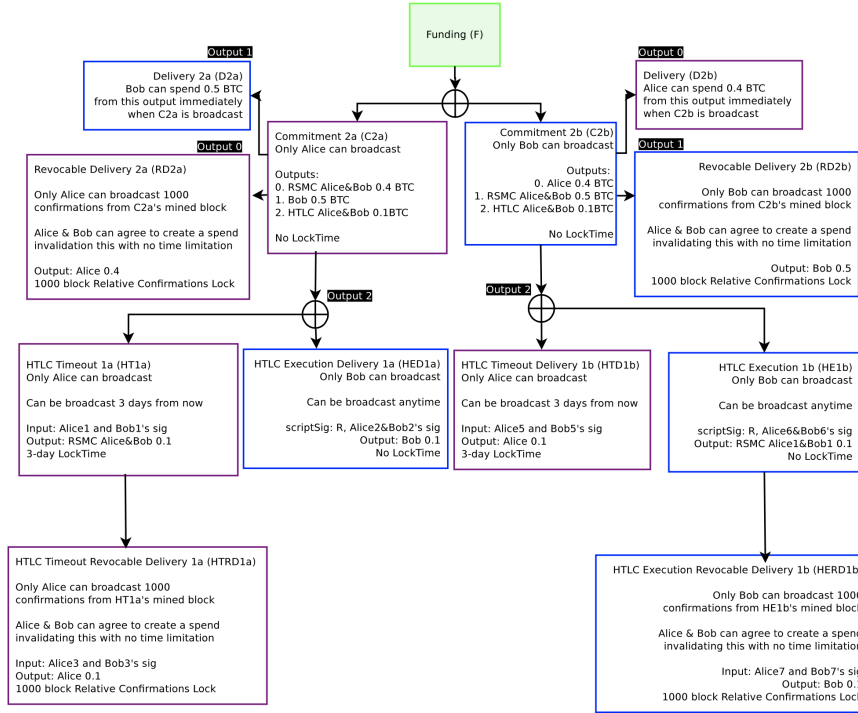 Funding (F)
Output 1
Delivery 2a (D2a)
Bob can spend 0.5 BTC
from this output immediately
when C2a is broadcast
Output 0
Delivery (D2b)
Alice can spend 0.4 BTC
from this output immediately
when C2b is broadcast
Commitment 2a (C2a)
Only Alice can broadcast
Outputs:
0. RSMC Alice&Bob 0.4 BTC
1. Bob 0.5 BTC
2. HTLC Alice&Bob 0.1BTC
No LockTime
Commitment 2b (C2b)
Only Bob can broadcast
Outputs:
0. Alice 0.4 BTC
1. RSMC Alice&Bob 0.5 BTC
2. HTLC Alice&Bob 0.1BTC
No LockTime
Output 0
Revocable Delivery 2a (RD2a)
Only Alice can broadcast 1000
confirmations from C2a's mined block
Alice & Bob can agree to create a spend
invalidation this with no time limitation
Output: Alice 0.4
1000 block Relative Confirmations Lock
Output 1
Revocable Delivery 2b (RD2b)
Only Bob can broadcast 1000
confirmations from C2b's mined block
Alice & Bob can agree to create a spend
invalidating this with no time limitation
Output: Bob 0.5
1000 block Relative Confirmations Lock
Output 2
Output 2
HTLC Timeout 1a (HT1a)
Only Alice can broadcast
Can be broadcast 3 days from now
Input: Alice1 and Bob1's sig
Output: RSMC Alice&Bob 0.1
3-day LockTime
HTLC Execution Delivery 1a (HED1a)
Only Bob can broadcast
Can be broadcast anytime
scriptSig: R, Alice2&Bob2's sig
Output: Bob 0.1
No LockTime
HTLC Timeout Delivery 1b (HTD1b)
Only Alice can broadcast
Can be broadcast 3 days from now
Input: Alice5 and Bob5's sig
Output: Alice 0.1
3-day LockTime
HTLC Execution 1b (HE1b)
Only Bob can broadcast
Can be broadcast anytime
scriptSig: R, Alice6&Bob6's sig
Output: RSMC Alice1&Bob1 0.1
No LockTime
HTLC Timeout Revocable Delivery 1a (HTRD1a)
Only Alice can broadcast 1000
confirmations from HT1a's mined block
Alice & Bob can agree to create a spend
invalidating this with no time limitation
Input: Alice3 and Bob3's sig
Output: Alice 0.1
1000 block Relative Confirmations Lock
HTLC Execution Revocable Delivery 1b (HERD1b
Only Bob can broadcast 1000
confirmations from HE1b's mined block
Alice & Bob can agree to create a spend
invalidating this with no time limitation
Input: Alice7 and Bob7's sig
Output: Bob 0.1
1000 block Relative Confirmations Lock